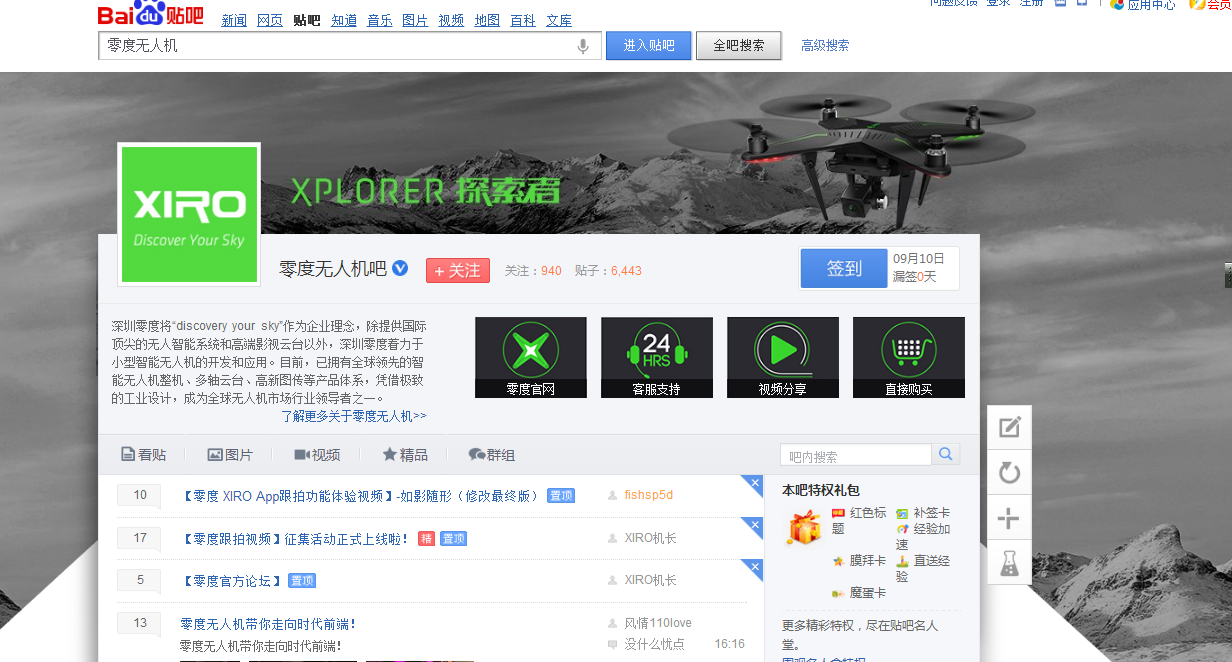 Baidu贴吧
新闻 网页 贴吧 知道 音乐 图片 视频 地图 百科 文库
问题反馈 登录 注册 应用中心 会员
零度无人机 进入贴吧 全吧搜索 高级搜索
XPLORER 探索者
XIRO
Discover Your Sky
零度无人机吧 + 关注 关注：940 贴子：6,443
签到 09月10日
漏签0天
深圳零度将“discovery your sky”作为企业理念，除提供国际
顶尖的无人智能系统和高端影视云台以外，深圳零度着力于
小型智能无人机的开发和应用。目前，已拥有全球领先的智
能无人机整机、多轴云台、高新图传等产品体系，凭借极致
的工业设计，成为全球无人机市场行业领导者之一。
了解更多关于零度无人机>>
24
HRS
零度官网 客服支持 视频分享 直接购买
看贴 图片 视频 精品 群组 吧内搜索
10 【零度 XIRO App跟拍功能体验视频】-如影随形（修改最终版） 置顶 fishsp5d
17 【零度跟拍视频】征集活动正式上线啦！ 精 置顶 XIRO机长
5 【零度官方论坛】 置顶 XIRO机长
13 零度无人机带你走向时代前端！ 风情110love
零度无人机带你走向时代前端！ 没什么忧点 16:16
本吧特权礼包
红色标题 补签卡
经验加速
膜拜卡 直送经验
魔蛋卡
更多精彩特权，尽在贴吧名人
堂。